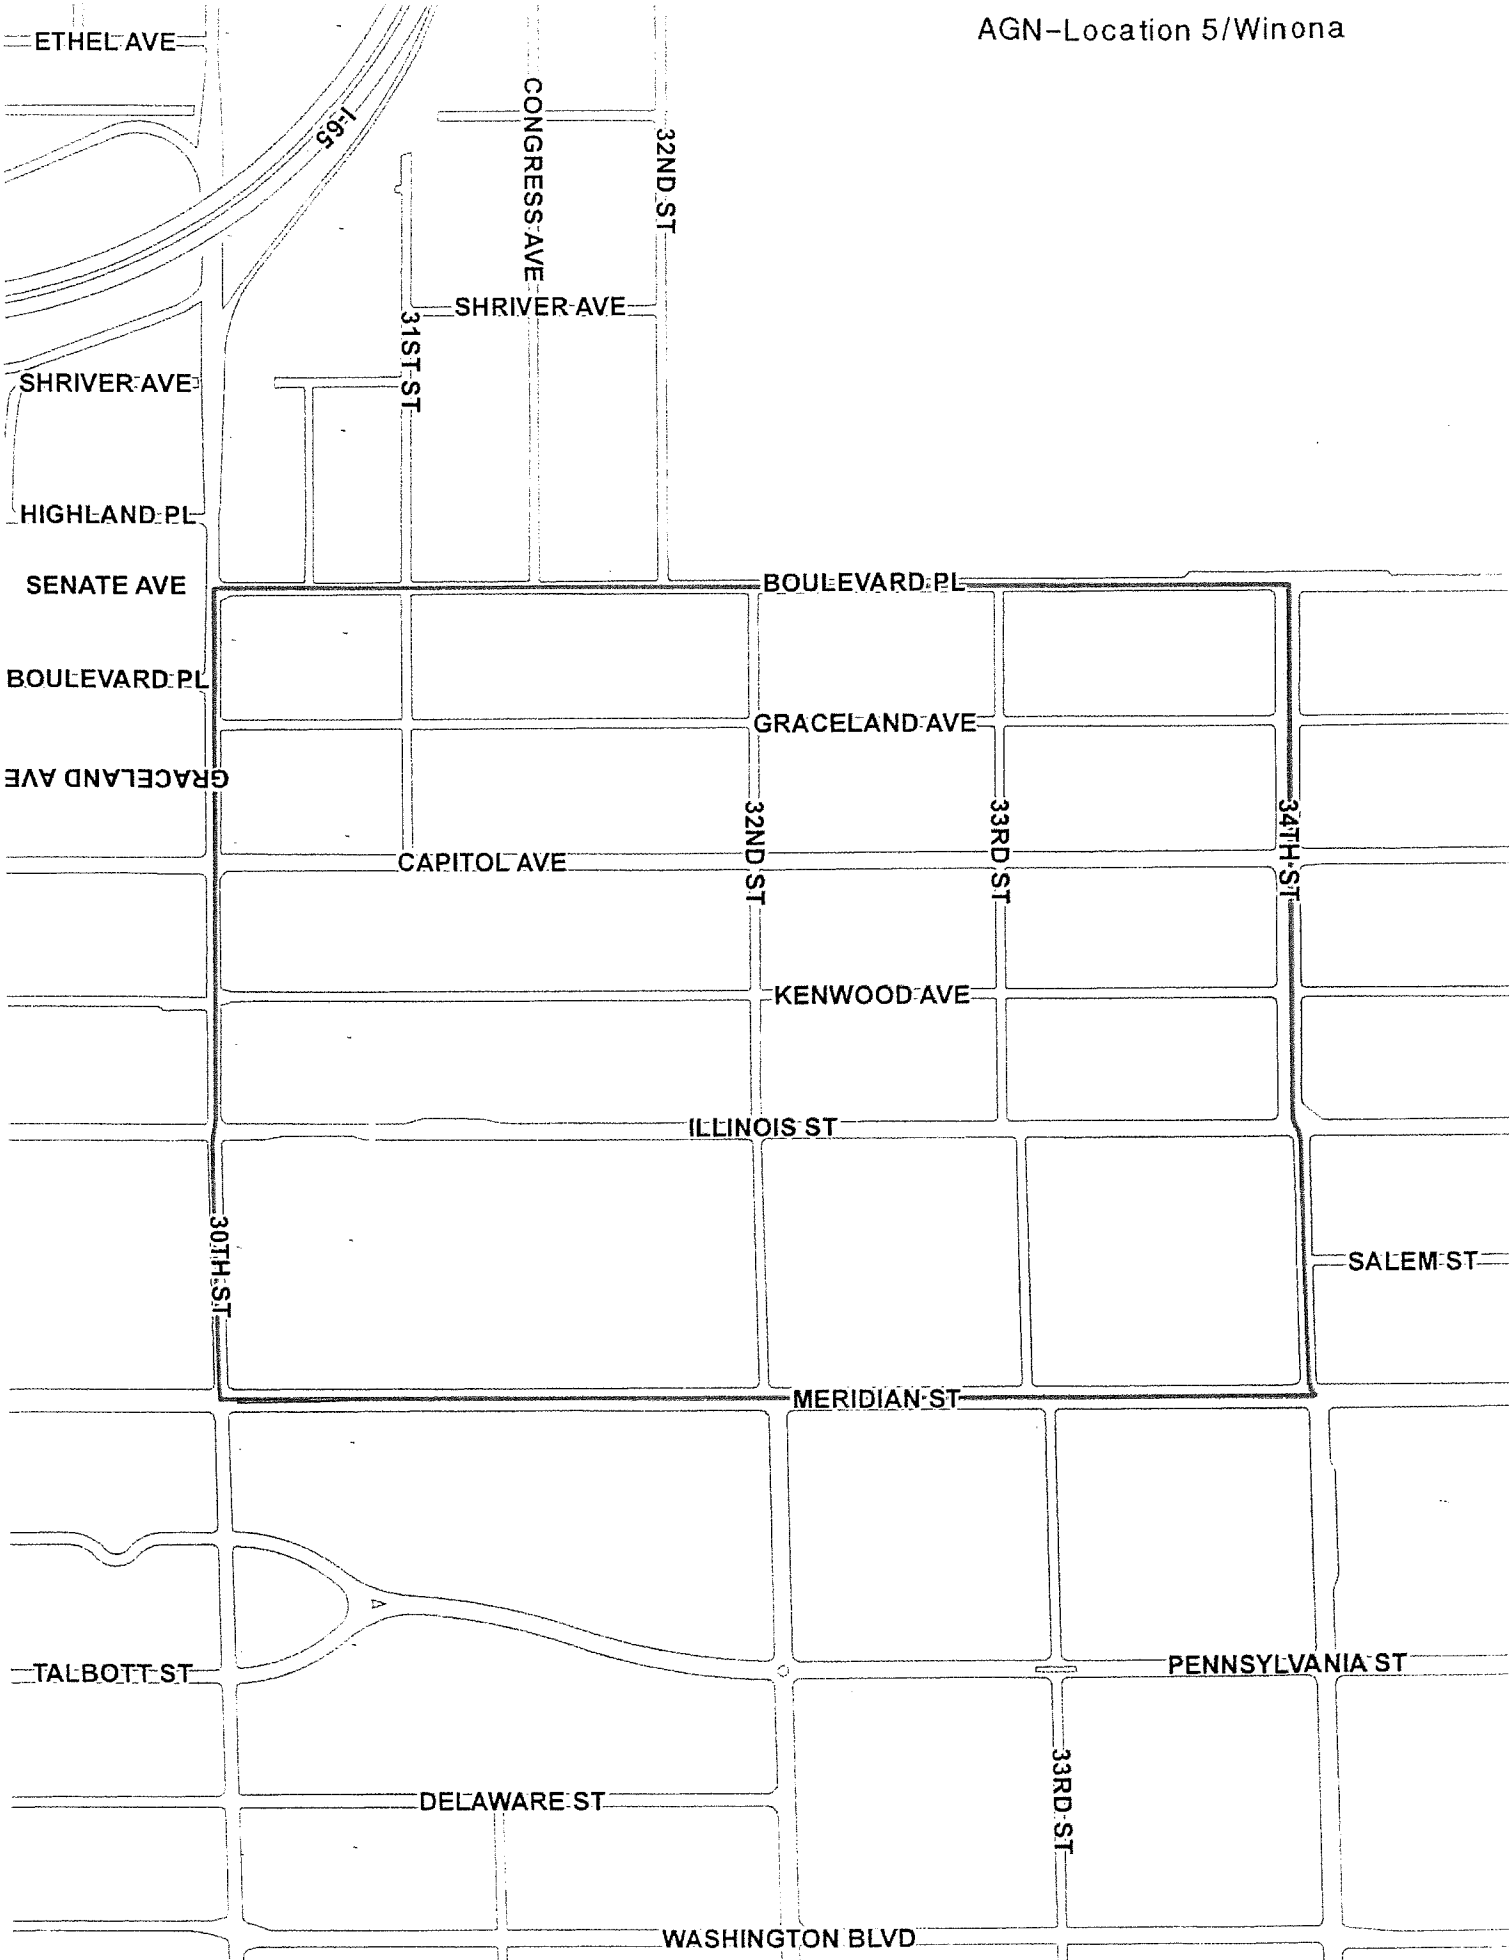 AGN-Location 5/Winona
ETHEL AVE
I-65
CONGRESS AVE
32ND ST
SHRIVER AVE
31ST ST
SHRIVER AVE
HIGHLAND PL
SENATE AVE
BOULEVARD PL
BOULEVARD PL
GRACELAND AVE
GRACELAND AVE
32ND ST
33RD ST
34TH ST
CAPITOL AVE
KENWOOD AVE
ILLINOIS ST
30TH ST
SALEM ST
MERIDIAN ST
TALBOTT ST
PENNSYLVANIA ST
33RD ST
DELAWARE ST
WASHINGTON BLVD